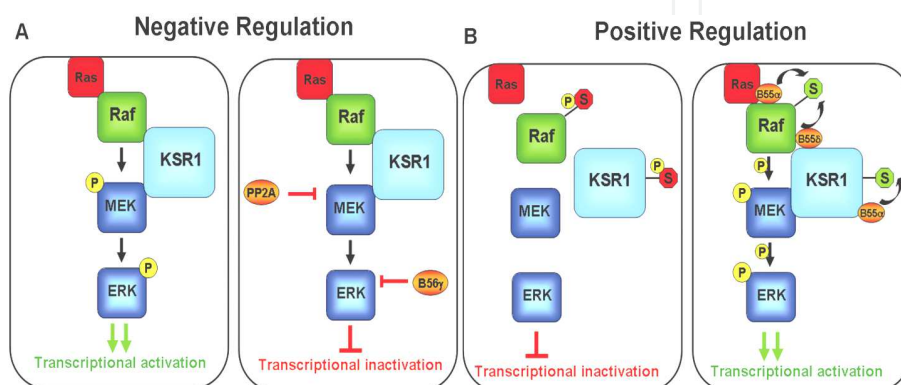 A
Negative Regulation
Ras
Raf
KSR1
P
MEK
P
ERK
Transcriptional activation
Ras
Raf
KSR1
PP2A
MEK
ERK
B56γ
Transcriptional inactivation
B
Positive Regulation
Ras
P
S
Raf
KSR1
P
S
MEK
ERK
Transcriptional inactivation
Ras
B55α
S
Raf
B55δ
P
KSR1
S
P
MEK
B55α
P
P
ERK
Transcriptional activation